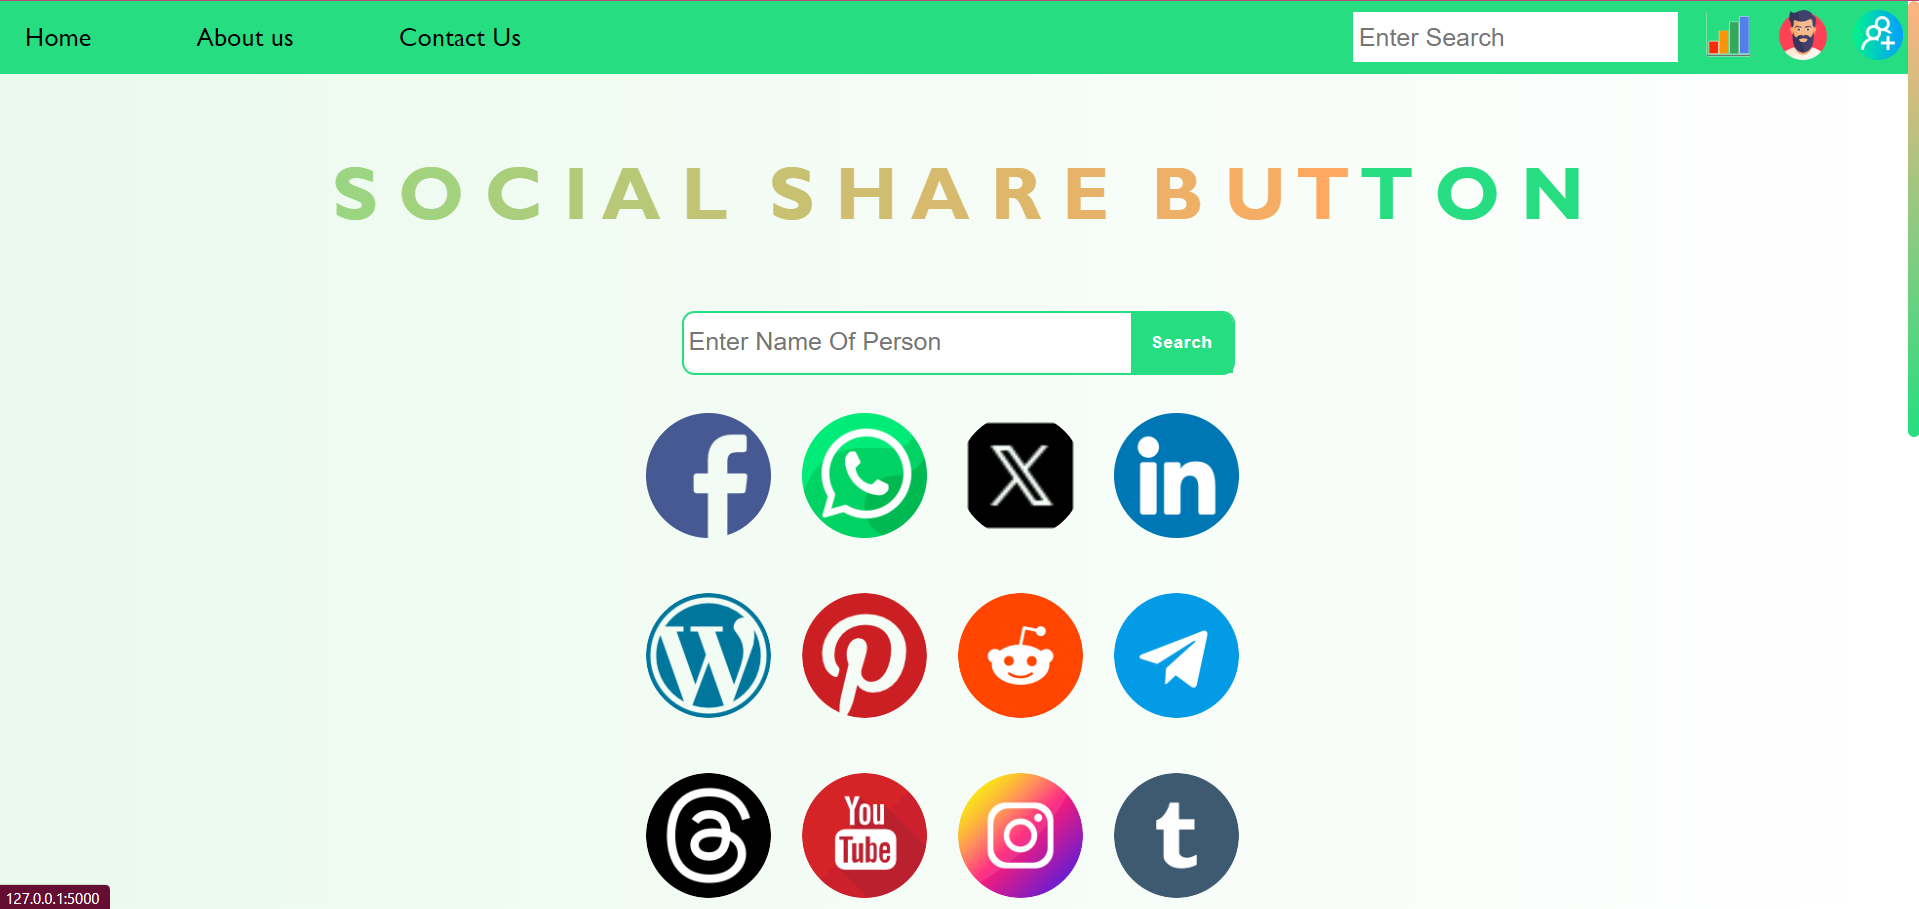 Home About us Contact Us Enter Search
SOCIAL SHARE BUTTON
Enter Name Of Person Search
f X in
W P
You
Tube
t
127.0.0.1:5000